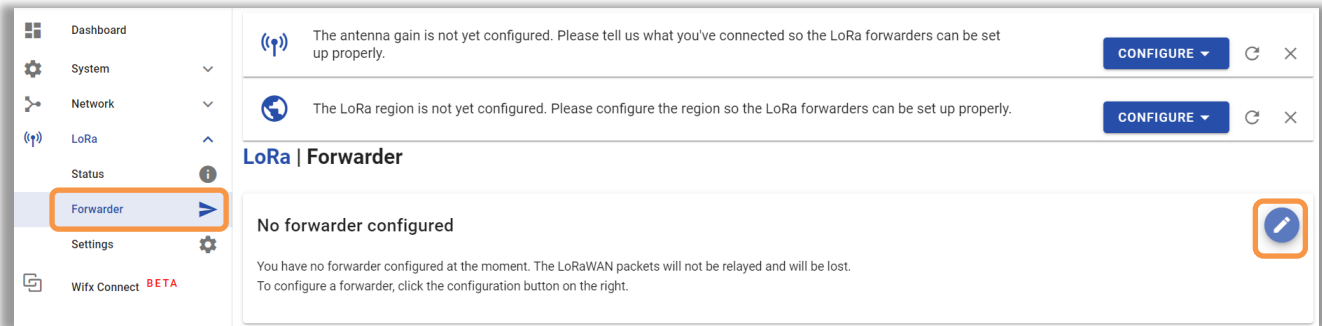 Dashboard
System
Network
LoRa
Status
Forwarder
Settings
Wifx Connect BETA
The antenna gain is not yet configured. Please tell us what you've connected so the LoRa forwarders can be set
up properly.
CONFIGURE
The LoRa region is not yet configured. Please configure the region so the LoRa forwarders can be set up properly.
CONFIGURE
LoRa | Forwarder
No forwarder configured
You have no forwarder configured at the moment. The LoRaWAN packets will not be relayed and will be lost.
To configure a forwarder, click the configuration button on the right.